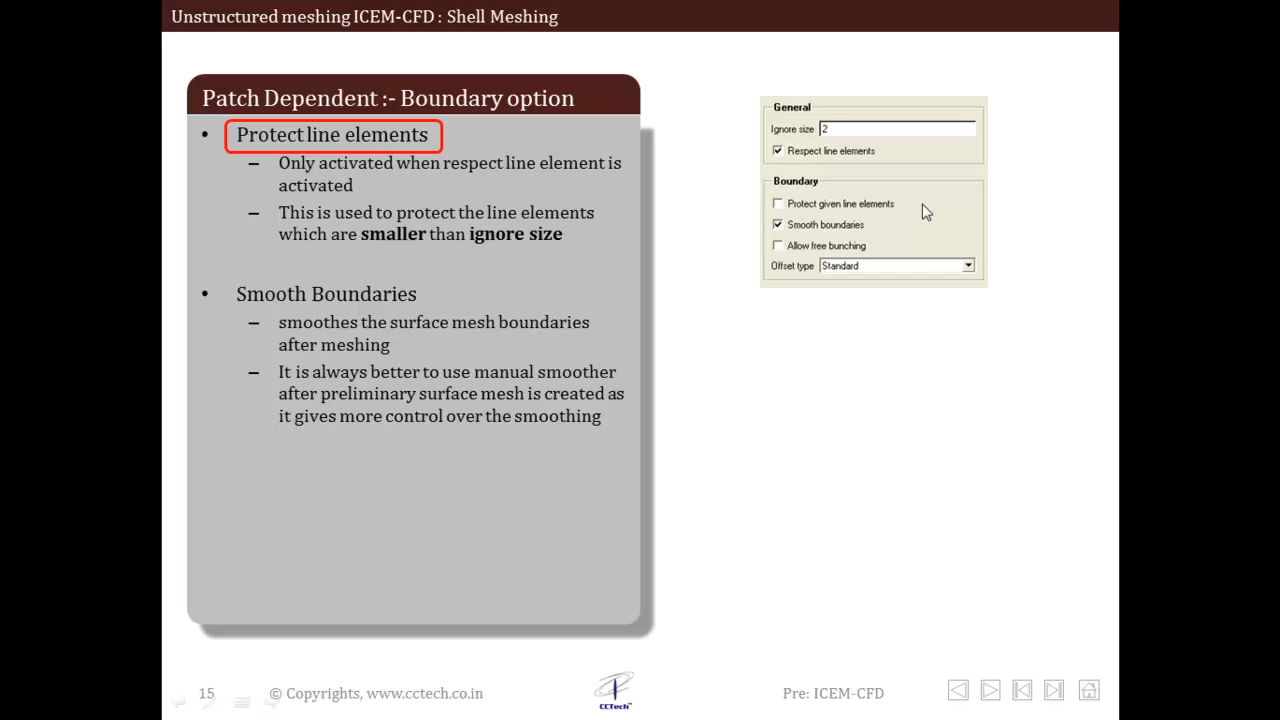 Unstructured meshing ICEM-CFD : Shell Meshing
Patch Dependent :- Boundary option
• Protect line elements
– Only activated when respect line element is
activated
– This is used to protect the line elements
which are smaller than ignore size
• Smooth Boundaries
– smoothes the surface mesh boundaries
after meshing
– It is always better to use manual smoother
after preliminary surface mesh is created as
it gives more control over the smoothing
General
Ignore size 2
Respect line elements
Boundary
Protect given line elements
Smooth boundaries
Allow free bunching
Offset type Standard
15 © Copyrights, www.cctech.co.in
CCTech™
Pre: ICEM-CFD